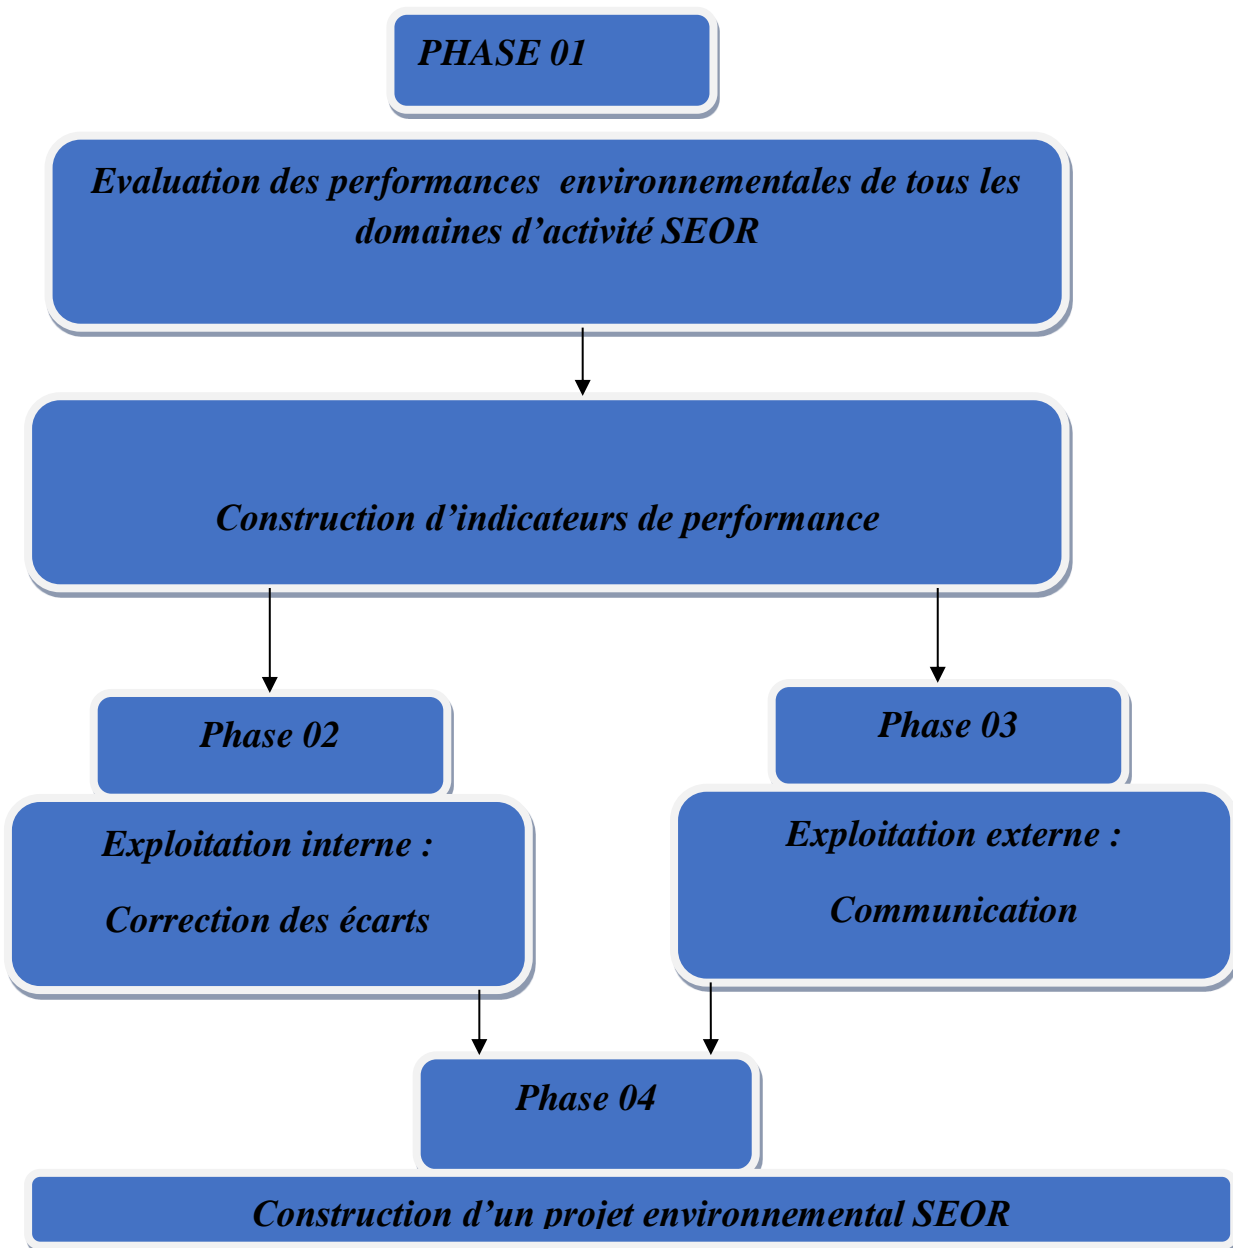 PHASE 01
Evaluation des performances  environnementales de tous les
domaines d’activité SEOR
Construction d’indicateurs de performance
Phase 02
Exploitation interne :
Correction des écarts
Phase 03
Exploitation externe :
Communication
Phase 04
Construction d’un projet environnemental SEOR